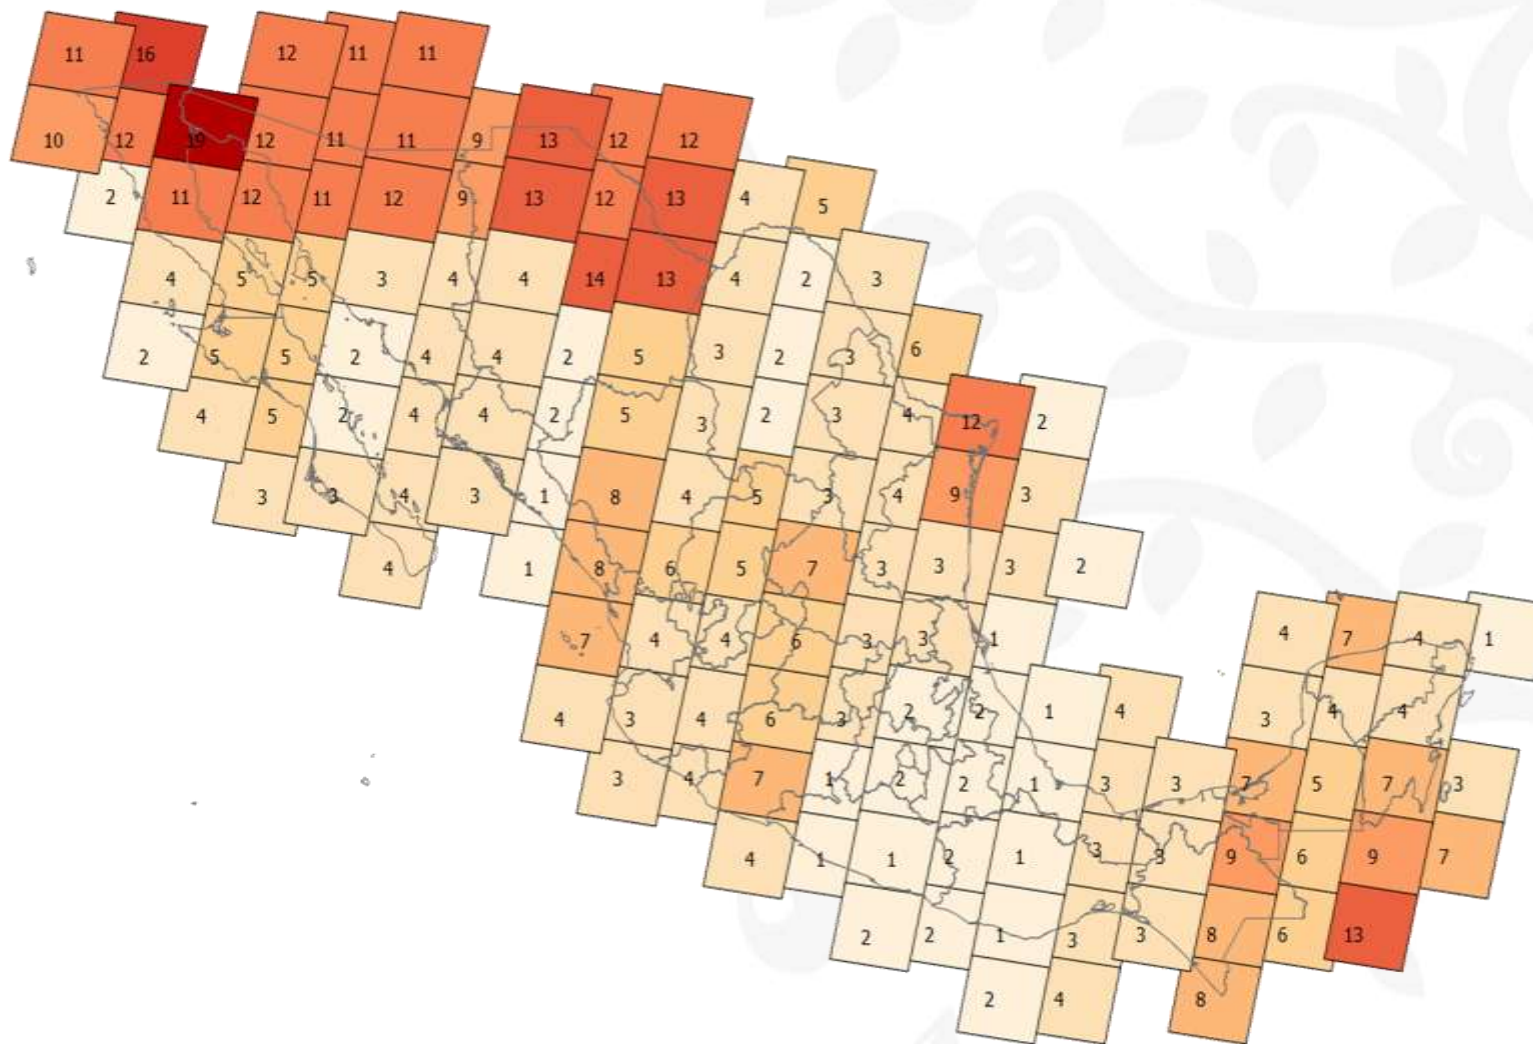 11 16 12 11 11
10 12 19 12 11 11 9 13 12 12
2 11 12 11 12 9 13 12 13 4 5
4 5 5 3 4 4 14 13 4 2 3
2 5 5 2 4 4 2 5 3 2 3 6
4 5 2 4 4 2 5 3 2 3 4 12 2
3 3 4 3 1 8 4 5 3 4 9 3
4 1 8 6 5 7 3 3 3 2
7 4 4 6 3 3 1 4 7 4 1
4 3 4 6 3 2 2 1 4 3 4 4
3 4 7 1 2 2 1 3 3 7 5 7 3
4 1 1 2 1 3 3 9 6 9 7
2 2 1 3 3 8 6 13
2 4 8